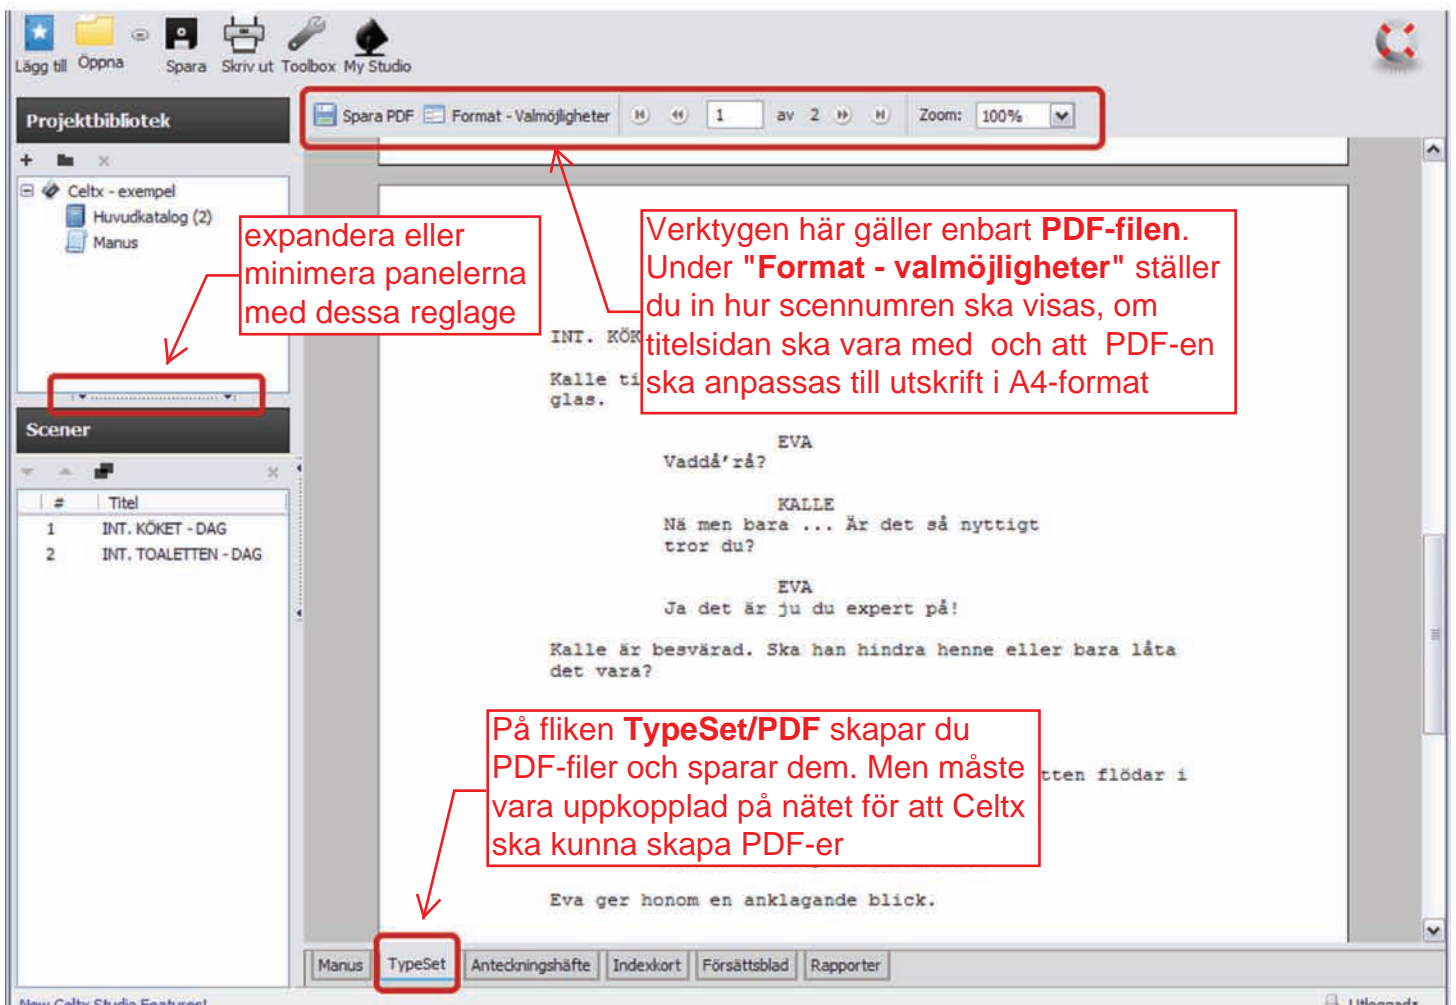 Lägg till Öppna Spara Skriv ut Toolbox My Studio
Projektbibliotek
Spara PDF Format - Valmöjligheter 1 av 2 Zoom: 100%
Celtx - exempel
Huvudkatalog (2)
Manus
expandera eller
minimera panelerna
med dessa reglage
Verktygen här gäller enbart PDF-filen.
Under "Format - valmöjligheter" ställer
du in hur scennumren ska visas, om
titelsidan ska vara med och att PDF-en
ska anpassas till utskrift i A4-format
Scener
# Titel
1 INT. KÖKET - DAG
2 INT. TOALETTEN - DAG
INT. KÖK
Kalle ti
glas.
EVA
Vaddå'rå?
KALLE
Nä men bara ... Är det så nyttigt
tror du?
EVA
Ja det är ju du expert på!
Kalle är besvärad. Ska han hindra henne eller bara låta
det vara?
På fliken TypeSet/PDF skapar du
PDF-filer och sparar dem. Men måste
vara uppkopplad på nätet för att Celtx
ska kunna skapa PDF-er
tten flödar i
Eva ger honom en anklagande blick.
Manus TypeSet Anteckningshäfte Indexkort Försättsblad Rapporter
New Celtx Studio Features!